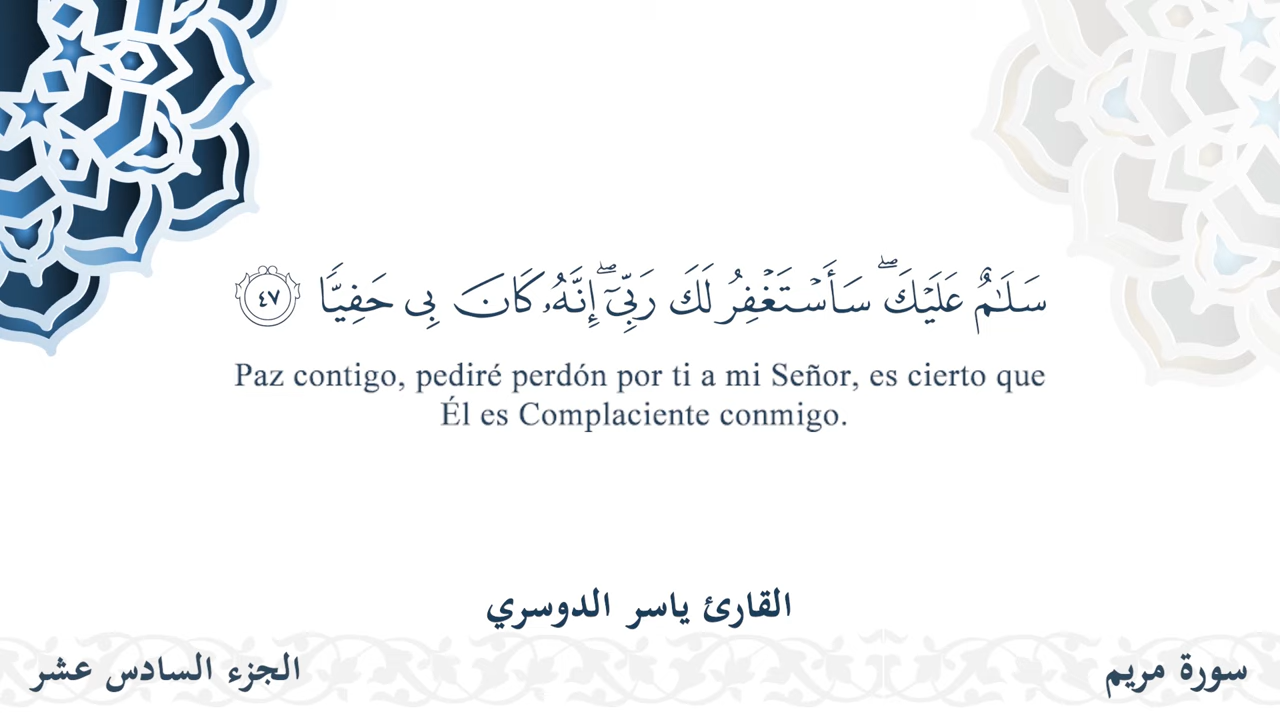 سَلَـٰمٌ عَلَيْكَ ۖ سَأَسْتَغْفِرُ لَكَ رَبِّىٓ ۖ إِنَّهُۥ كَانَ بِى حَفِيًّا ٤٧
Paz contigo, pediré perdón por ti a mi Señor, es cierto que
Él es Complaciente conmigo.
القارئ ياسر الدوسري
سورة مريم
الجزء السادس عشر